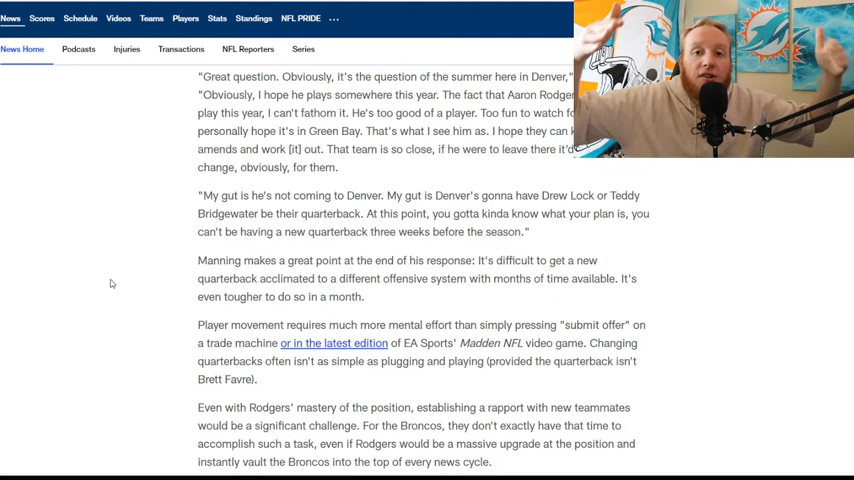 News Scores Schedule Videos Teams Players Stats Standings NFL PRIDE ...
News Home Podcasts Injuries Transactions NFL Reporters Series
"Great question. Obviously, it's the question of the summer here in Denver,"
"Obviously, I hope he plays somewhere this year. The fact that Aaron Rodger
play this year, I can't fathom it. He's too good of a player. Too fun to watch fo
personally hope it's in Green Bay. That's what I see him as. I hope they can k
amends and work [it] out. That team is so close, if he were to leave there it'd
change, obviously, for them.
"My gut is he's not coming to Denver. My gut is Denver's gonna have Drew Lock or Teddy
Bridgewater be their quarterback. At this point, you gotta kinda know what your plan is, you
can't be having a new quarterback three weeks before the season."
Manning makes a great point at the end of his response: It's difficult to get a new
quarterback acclimated to a different offensive system with months of time available. It's
even tougher to do so in a month.
Player movement requires much more mental effort than simply pressing "submit offer" on
a trade machine or in the latest edition of EA Sports' Madden NFL video game. Changing
quarterbacks often isn't as simple as plugging and playing (provided the quarterback isn't
Brett Favre).
Even with Rodgers' mastery of the position, establishing a rapport with new teammates
would be a significant challenge. For the Broncos, they don't exactly have that time to
accomplish such a task, even if Rodgers would be a massive upgrade at the position and
instantly vault the Broncos into the top of every news cycle.